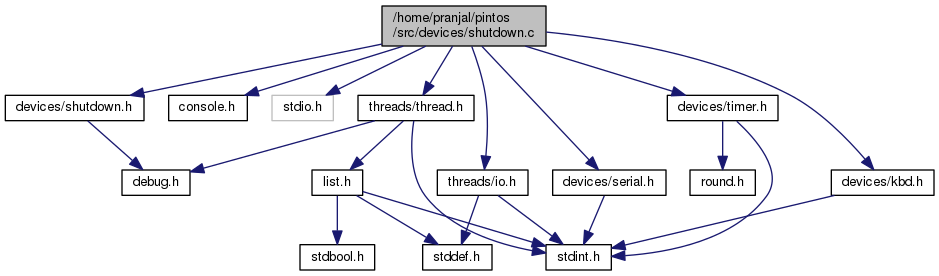 /home/pranjal/pintos
/src/devices/shutdown.c
devices/shutdown.h
console.h
stdio.h
threads/thread.h
devices/timer.h
debug.h
list.h
threads/io.h
devices/serial.h
round.h
devices/kbd.h
stdbool.h
stddef.h
stdint.h